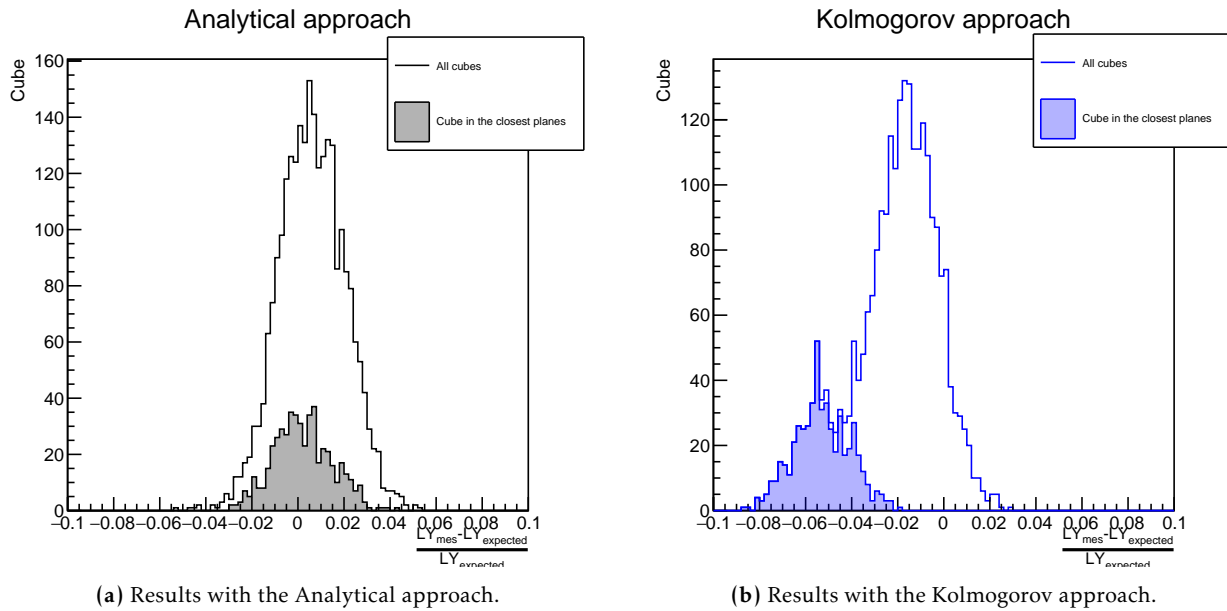 Analytical approach
Cube
160
140
120
100
80
60
40
20
0
All cubes
Cube in the closest planes
−0.1 −0.08 −0.06 −0.04 −0.02 0 0.02 0.04 0.06 0.08 0.1
LYmes-LYexpected
LYexpected
(a) Results with the Analytical approach.
Kolmogorov approach
Cube
120
100
80
60
40
20
0
All cubes
Cube in the closest planes
−0.1 −0.08 −0.06 −0.04 −0.02 0 0.02 0.04 0.06 0.08 0.1
LYmes-LYexpected
LYexpected
(b) Results with the Kolmogorov approach.